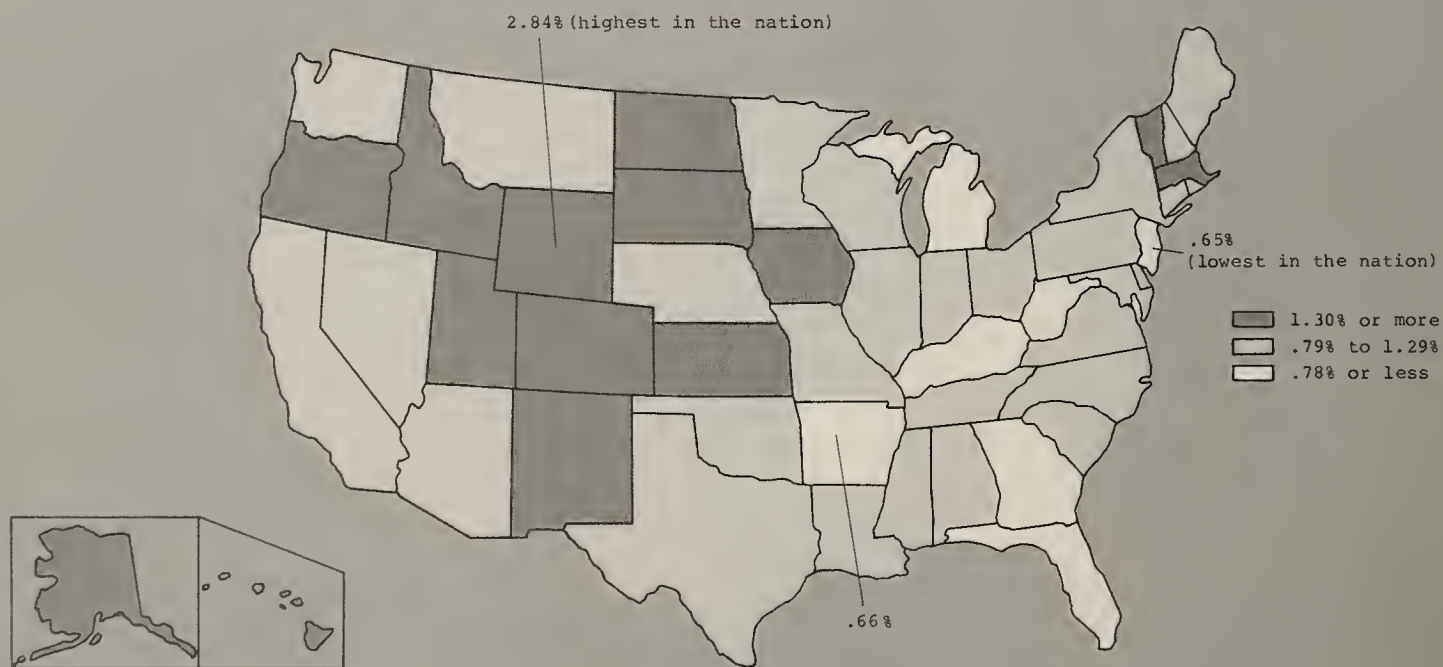 2.84% (highest in the nation)
.65%
(lowest in the nation)
1.30% or more
.79% to 1.29%
.78% or less
.66%